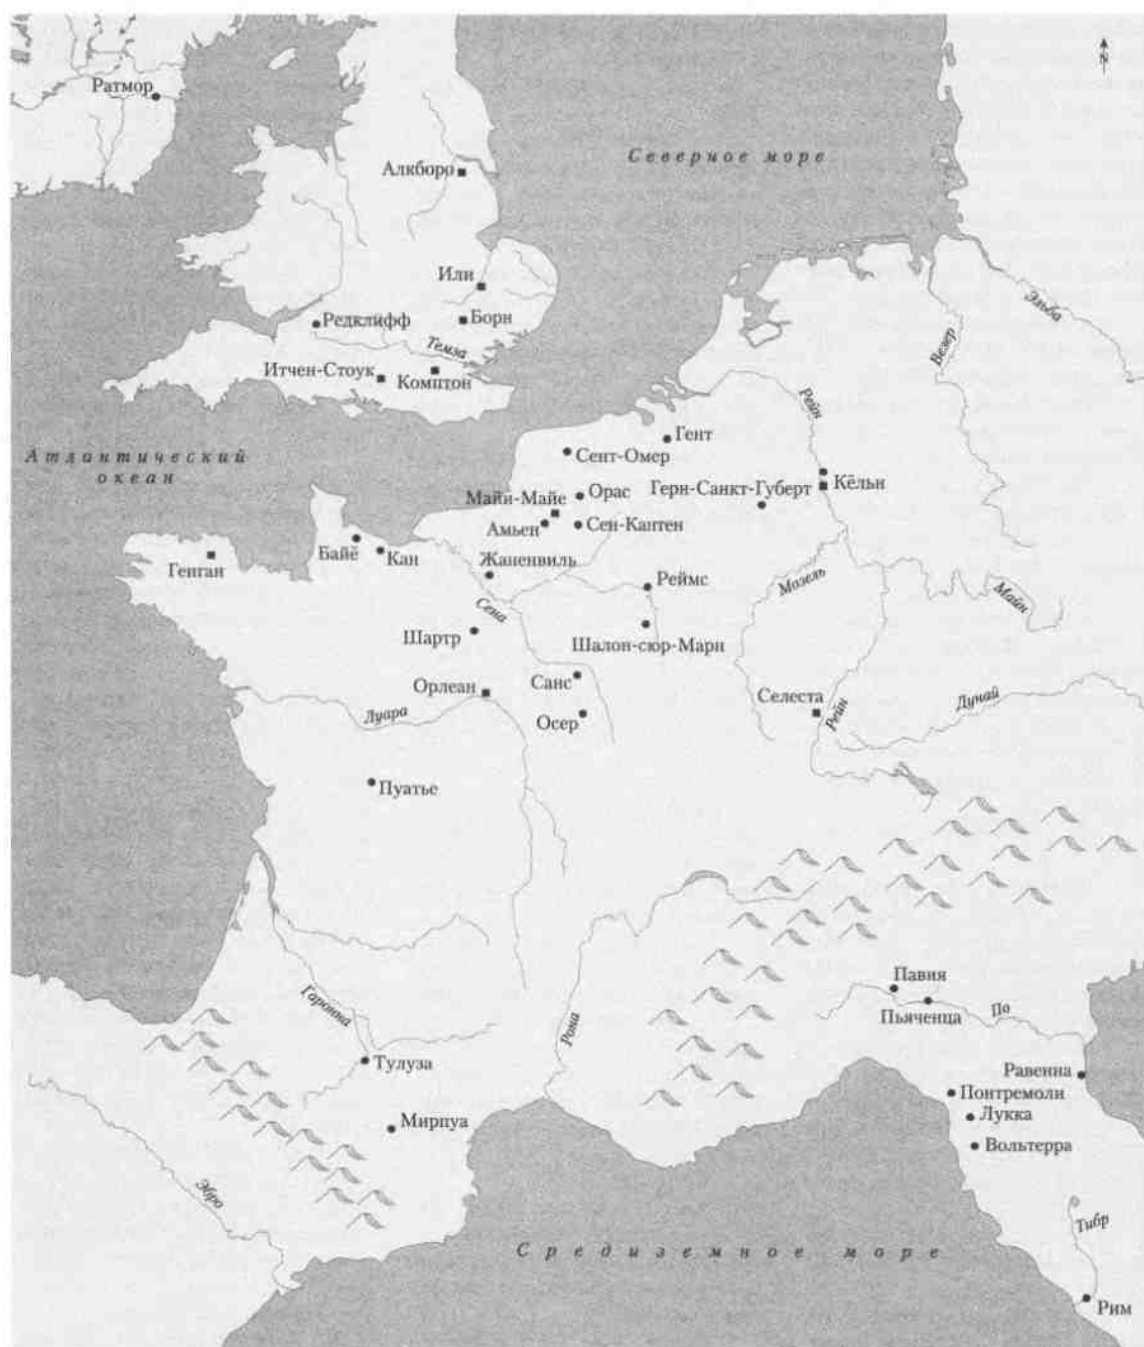 N
Ратмор
Северное море
Алкборо
Или
Эльба
Борн
Редклифф
Везер
Темза
Итчен-Стоук
Комптон
Рейн
Гент
Атлантический
океан
Сент-Омер
Кёльн
Герн-Санкт-Губерт
Орас
Майн-Майе
Амьен
Сен-Кантен
Байё
Кан
Жаненвиль
Генган
Реймс
Мозель
Майн
Сена
Шартр
Шалон-сюр-Марн
Санс
Орлеан
Селеста
Дунай
Луара
Осер
Рейн
Пуатье
Павия
Гаронна
Пьяченца
По
Рона
Тулуза
Равенна
Понтремоли
Лукка
Мирпуа
Вольтерра
Эбро
Тибр
Средиземное море
Рим